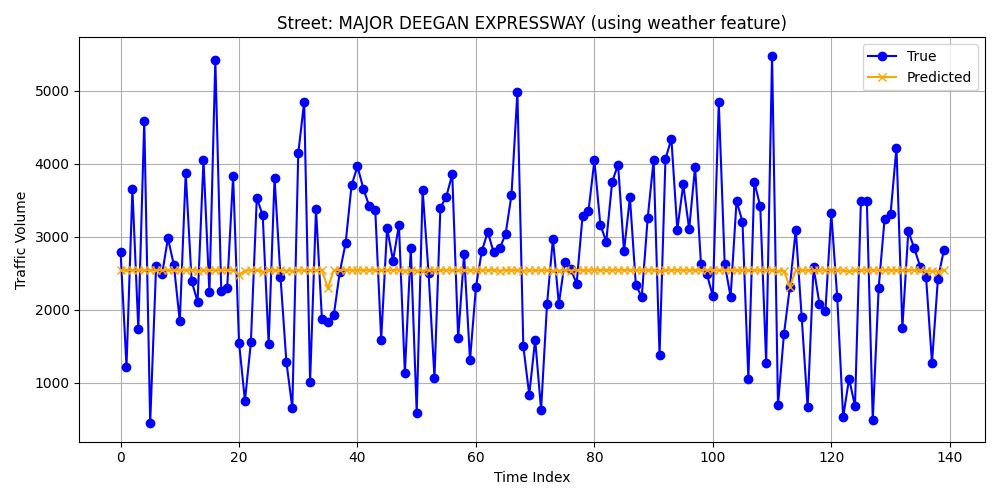 Street: MAJOR DEEGAN EXPRESSWAY (using weather feature)
True
Predicted
Traffic Volume
5000
4000
3000
2000
1000
0 20 40 60 80 100 120 140
Time Index